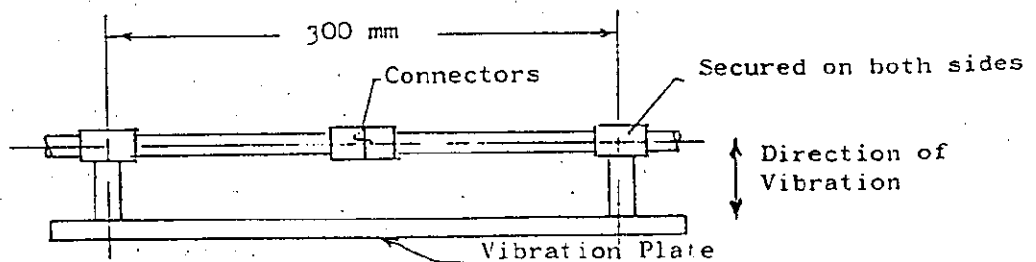 300 mm
Connectors
Secured on both sides
Direction of
Vibration
Vibration Plate